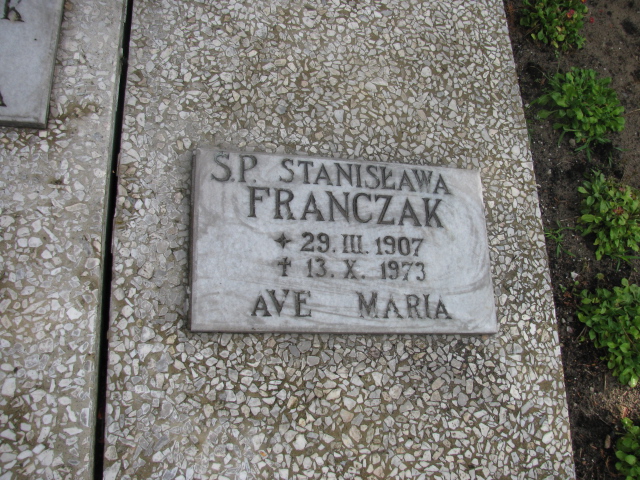 Ś.P. STANISŁAWA
FRANCZAK
29. III. 1907
† 13. X. 1973
AVE MARIA